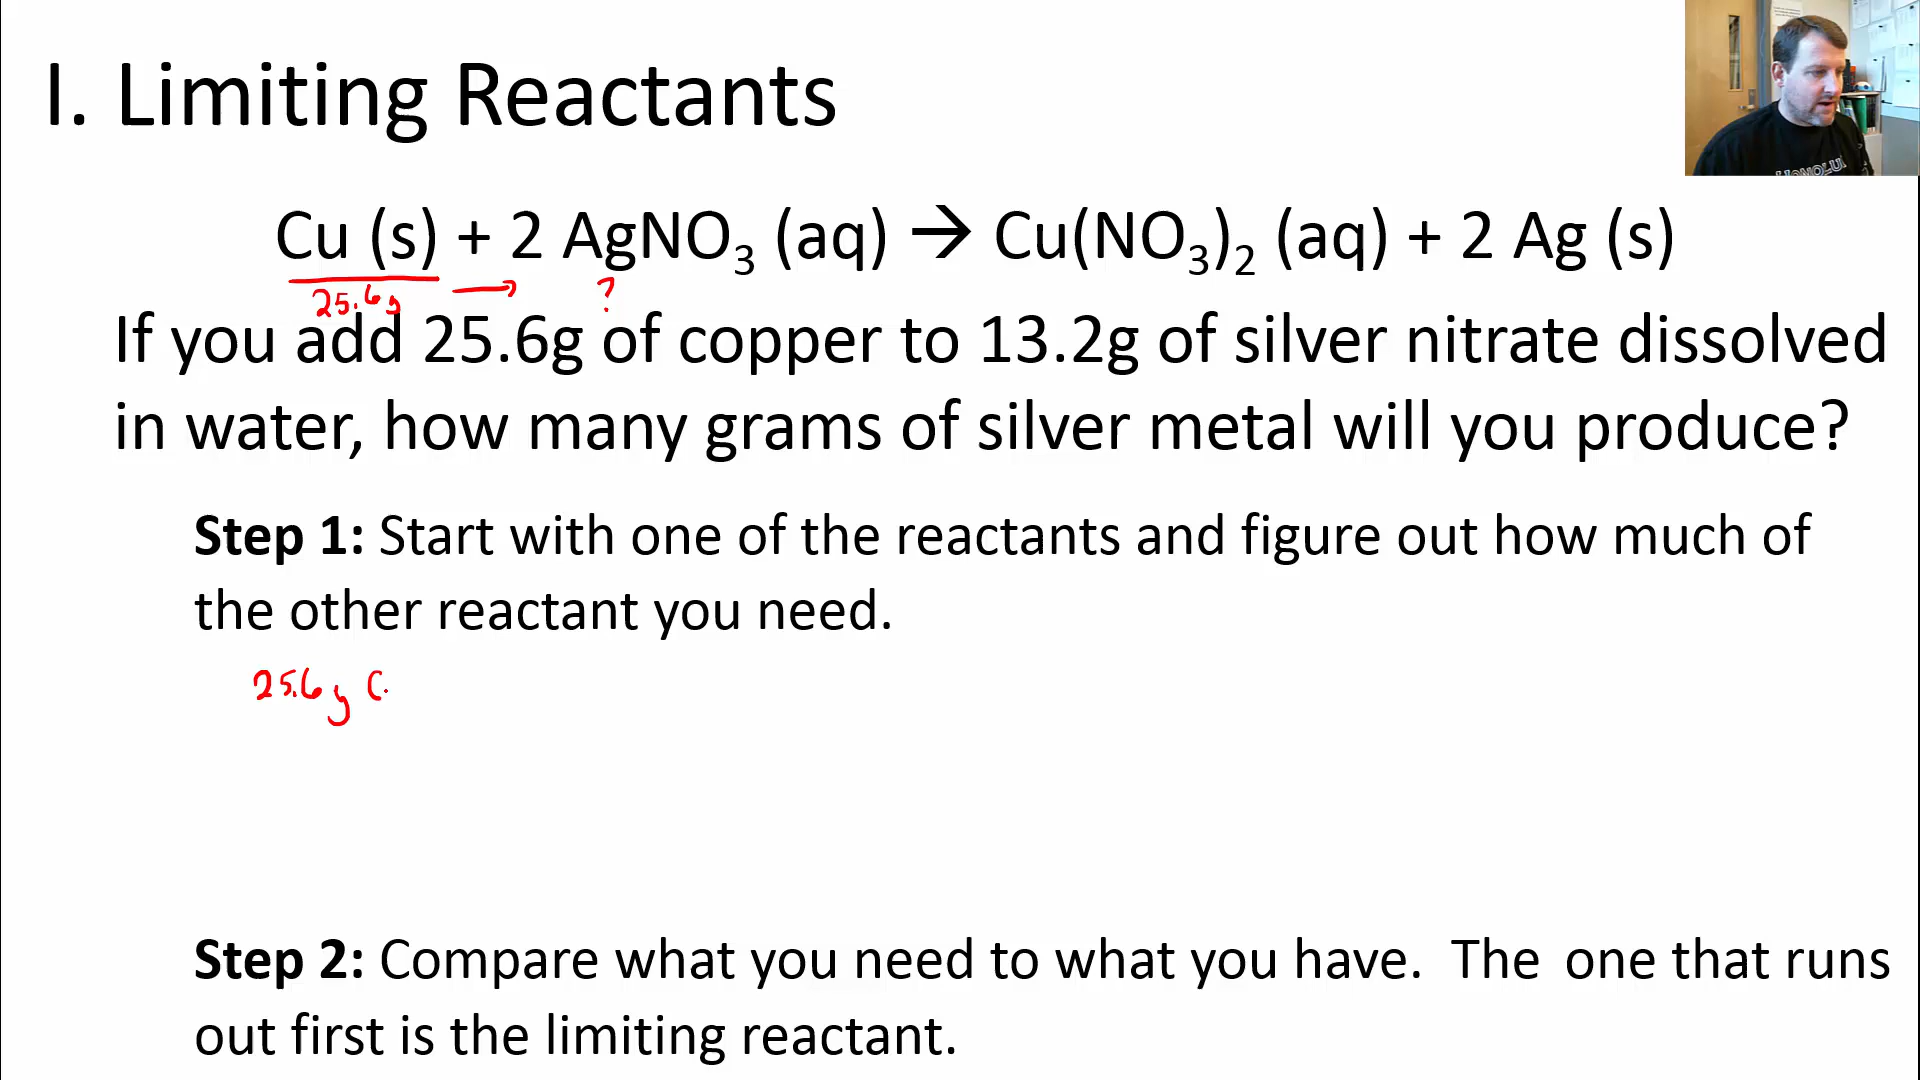 I. Limiting Reactants
Cu (s) + 2 AgNO₃ (aq) → Cu(NO₃)₂ (aq) + 2 Ag (s)
25.6g
?
If you add 25.6g of copper to 13.2g of silver nitrate dissolved
in water, how many grams of silver metal will you produce?
Step 1: Start with one of the reactants and figure out how much of
the other reactant you need.
25.6g C
Step 2: Compare what you need to what you have. The one that runs
out first is the limiting reactant.